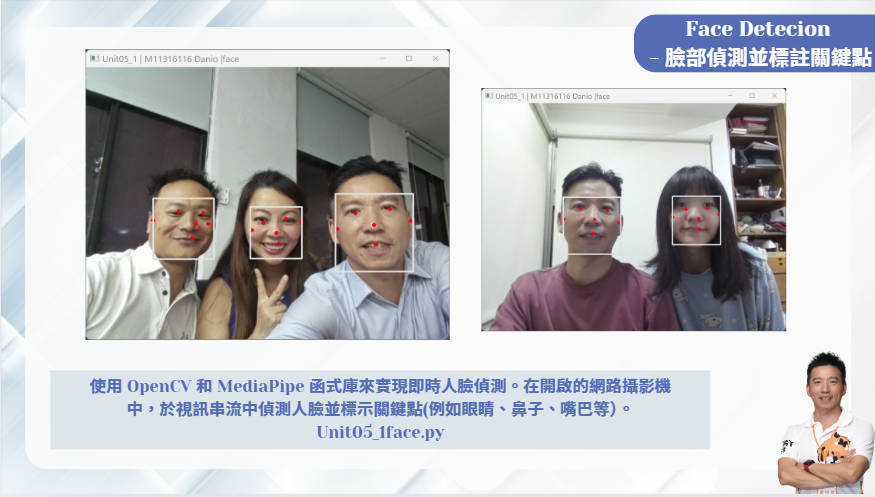 Face Detecion
- 臉部偵測並標註關鍵點
Unit05_1 | M11316116 Danio |face
Unit05_1 | M11316116 Danio |face
使用 OpenCV 和 MediaPipe 函式庫來實現即時人臉偵測。在開啟的網路攝影機
中，於視訊串流中偵測人臉並標示關鍵點(例如眼睛、鼻子、嘴巴等)。
Unit05_1face.py